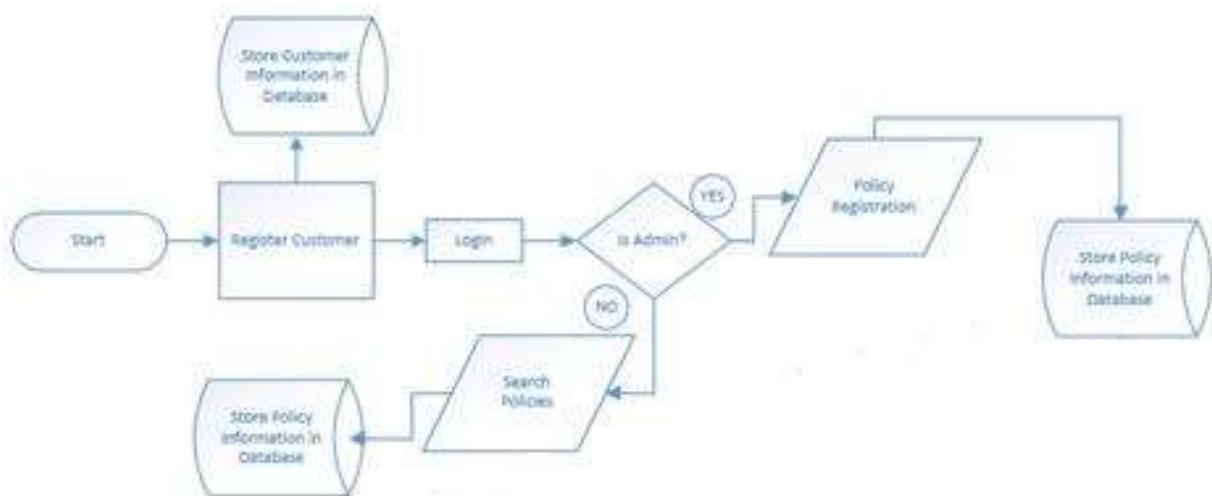 Store Customer
Information in
Database
Start
Register Customer
Login
Is Admin?
YES
Policy
Registration
Store Policy
Information in
Database
NO
Search
Policies
Store Policy
Information in
Database